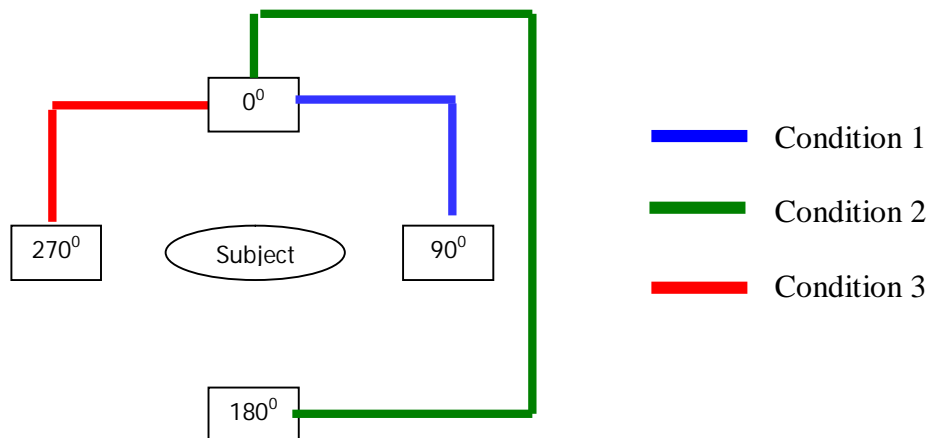 0⁰
270⁰
Subject
90⁰
180⁰
Condition 1
Condition 2
Condition 3